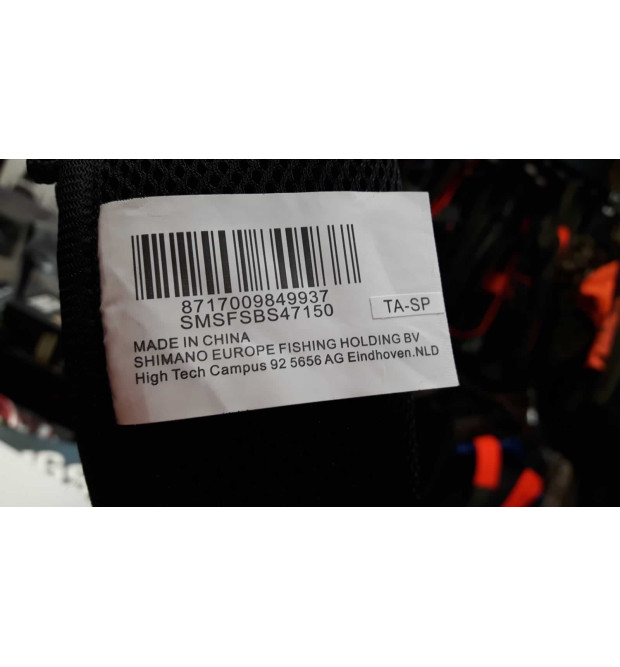 8717009849937
SMSFSBS47150
TA-SP
MADE IN CHINA
SHIMANO EUROPE FISHING HOLDING BV
High Tech Campus 92 5656 AG Eindhoven.NLD